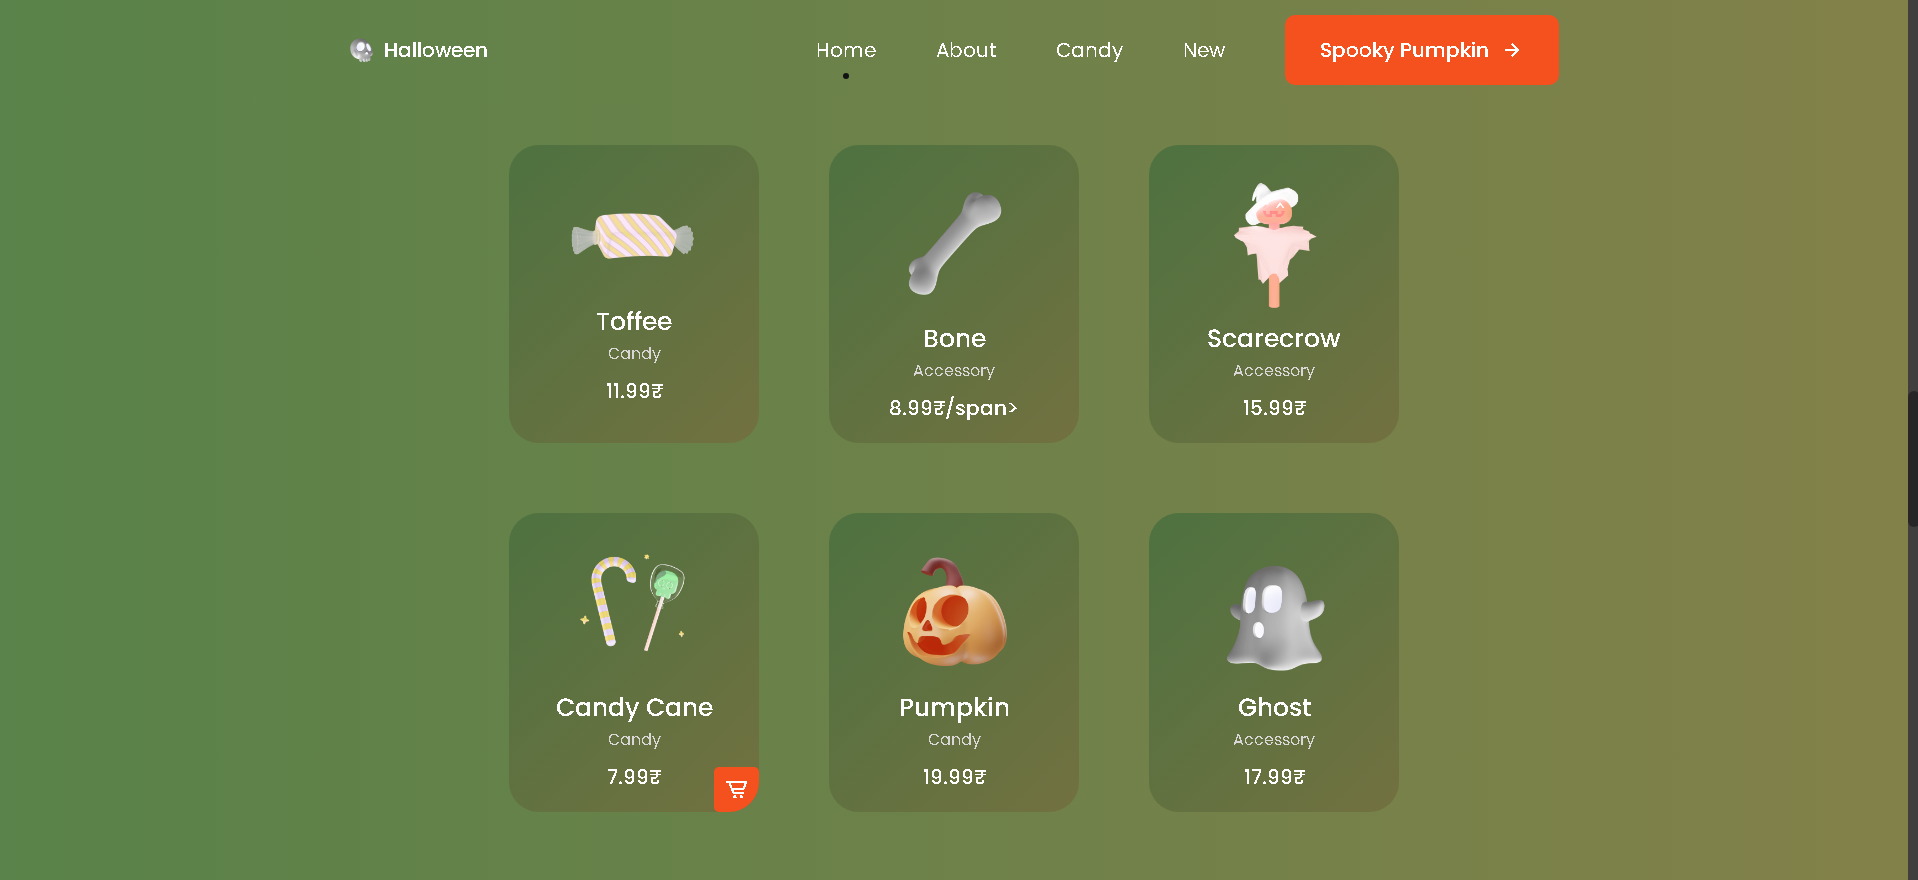 Halloween
Home
About
Candy
New
Spooky Pumpkin
Toffee
Candy
11.99₹
Bone
Accessory
8.99₹/span>
Scarecrow
Accessory
15.99₹
Candy Cane
Candy
7.99₹
Pumpkin
Candy
19.99₹
Ghost
Accessory
17.99₹